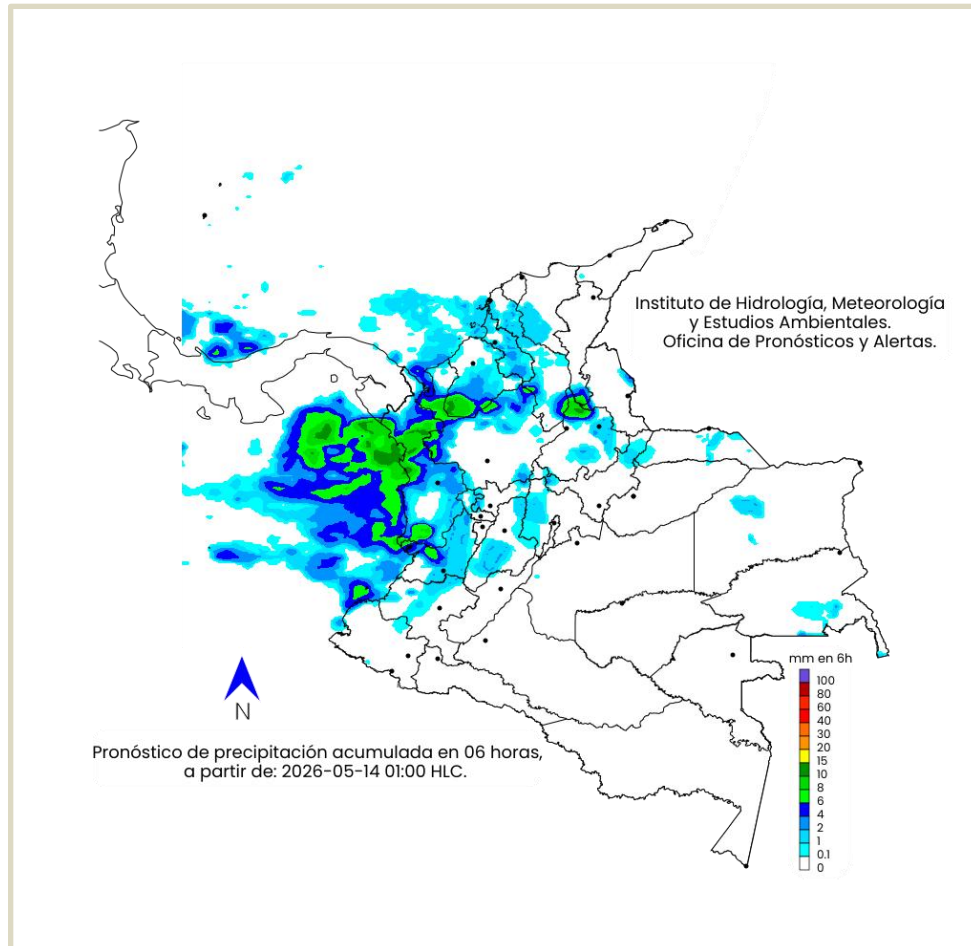 Instituto de Hidrología, Meteorología
y Estudios Ambientales.
Oficina de Pronósticos y Alertas.
mm en 6h
100
80
60
40
30
20
15
10
8
6
4
2
1
0.1
0
N
Pronóstico de precipitación acumulada en 06 horas,
a partir de: 2026-05-14 01:00 HLC.